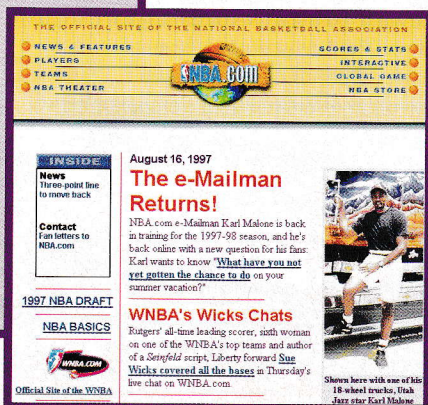 THE OFFICIAL SITE OF THE NATIONAL BASKETBALL ASSOCIATION
NEWS & FEATURES
PLAYERS
TEAMS
NBA THEATER
NBA.com
SCORES & STATS
INTERACTIVE
GLOBAL GAME
NBA STORE
INSIDE
News
Three-point line
to move back
Contact
Fan letters to
NBA.com
1997 NBA DRAFT
NBA BASICS
WNBA.COM
Official Site of the WNBA
August 16, 1997
The e-Mailman
Returns!
NBA.com e-Mailman Karl Malone is back
in training for the 1997-98 season, and he's
back online with a new question for his fans:
Karl wants to know "What have you not
yet gotten the chance to do on your
summer vacation?"
WNBA's Wicks Chats
Rutgers' all-time leading scorer, sixth woman
on one of the WNBA's top teams and author
of a Seinfeld script, Liberty forward Sue
Wicks covered all the bases in Thursday's
live chat on WNBA.com.
Shown here with one of his
18-wheel trucks, Utah
Jazz star Karl Malone